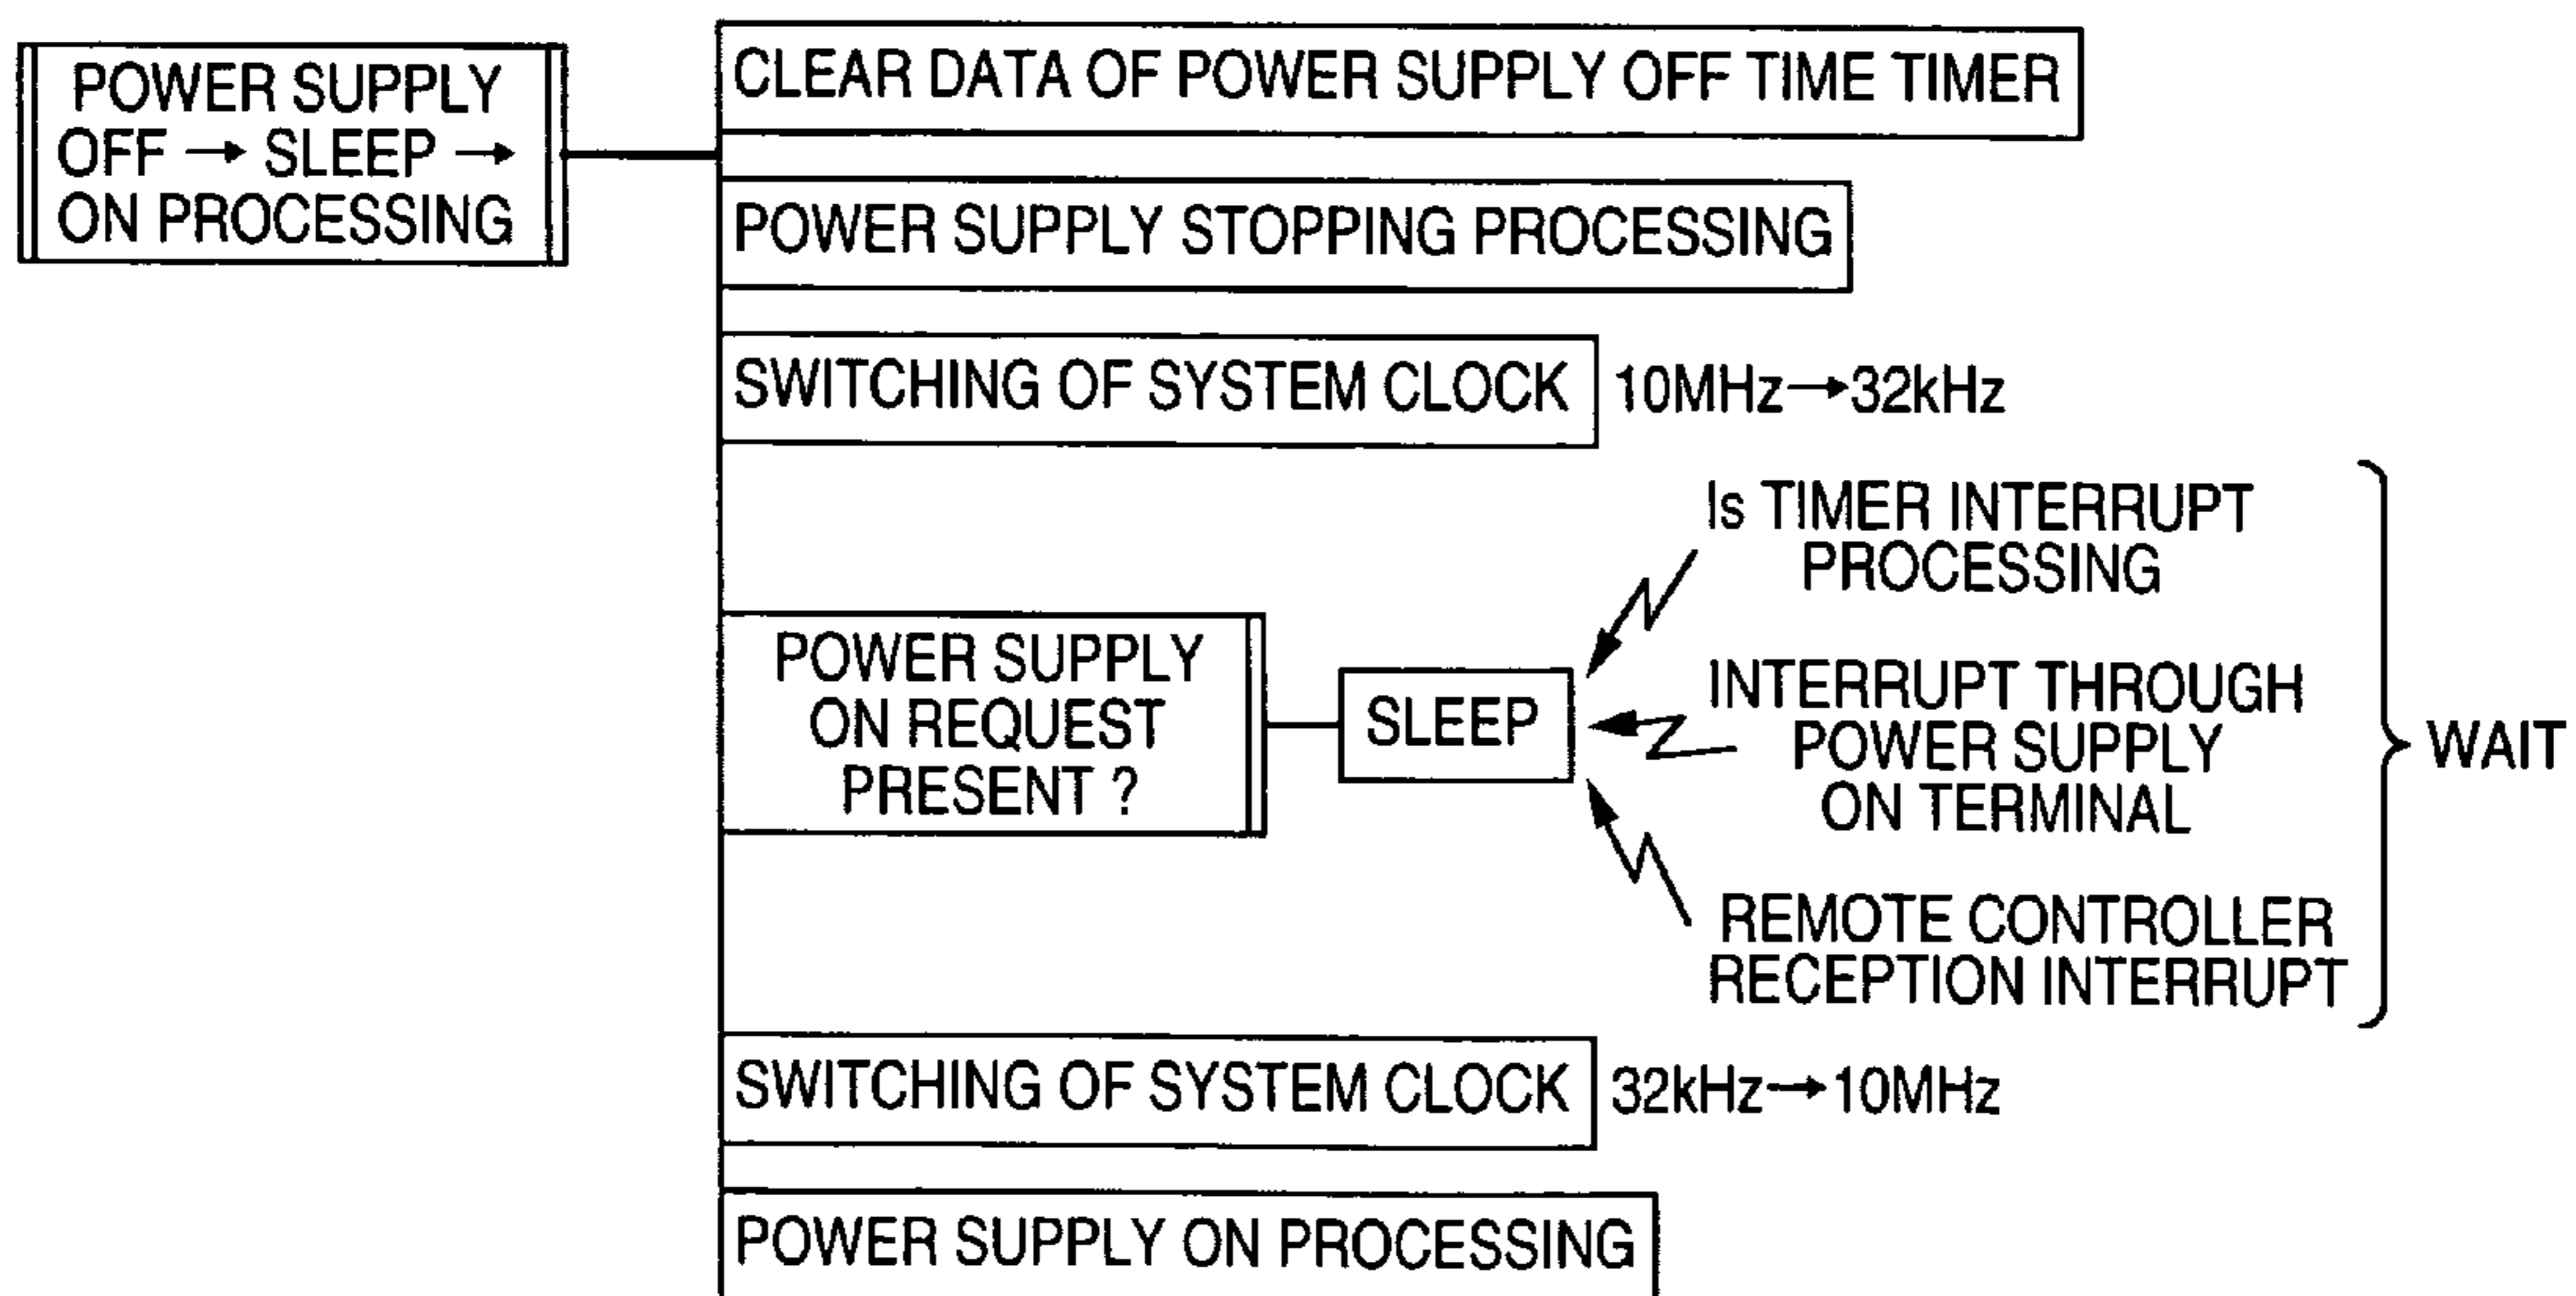 POWER SUPPLY
OFF → SLEEP →
ON PROCESSING
CLEAR DATA OF POWER SUPPLY OFF TIME TIMER
POWER SUPPLY STOPPING PROCESSING
SWITCHING OF SYSTEM CLOCK 10MHz→32kHz
Is TIMER INTERRUPT
PROCESSING
POWER SUPPLY
ON REQUEST
PRESENT ?
SLEEP
INTERRUPT THROUGH
POWER SUPPLY
ON TERMINAL
WAIT
REMOTE CONTROLLER
RECEPTION INTERRUPT
SWITCHING OF SYSTEM CLOCK 32kHz→10MHz
POWER SUPPLY ON PROCESSING